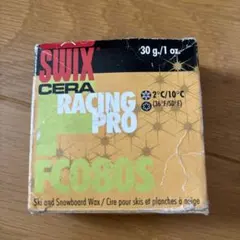 30 g./1 oz.
SWIX
CERA
RACING
PRO
2°C/10°C
(36°F/50°F)
FC080S
Ski and Snowboard Wax / Cire pour skis et planches à neige